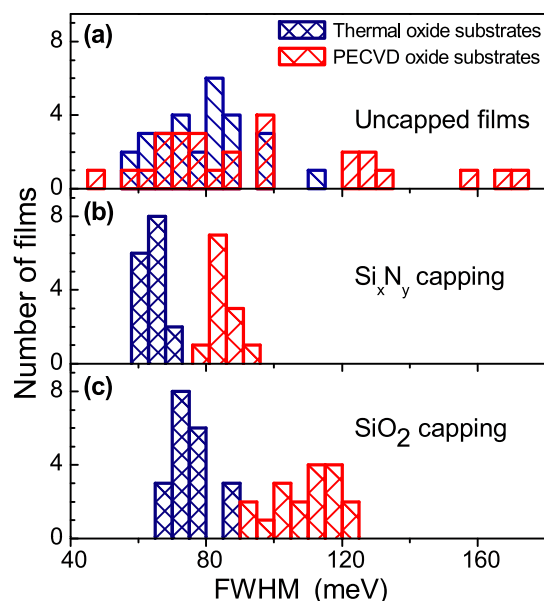 Thermal oxide substrates
PECVD oxide substrates
(a)
Uncapped films
8
4
0
(b)
SixNy capping
8
4
0
(c)
SiO2 capping
8
4
0
Number of films
40 80 120 160
FWHM (meV)